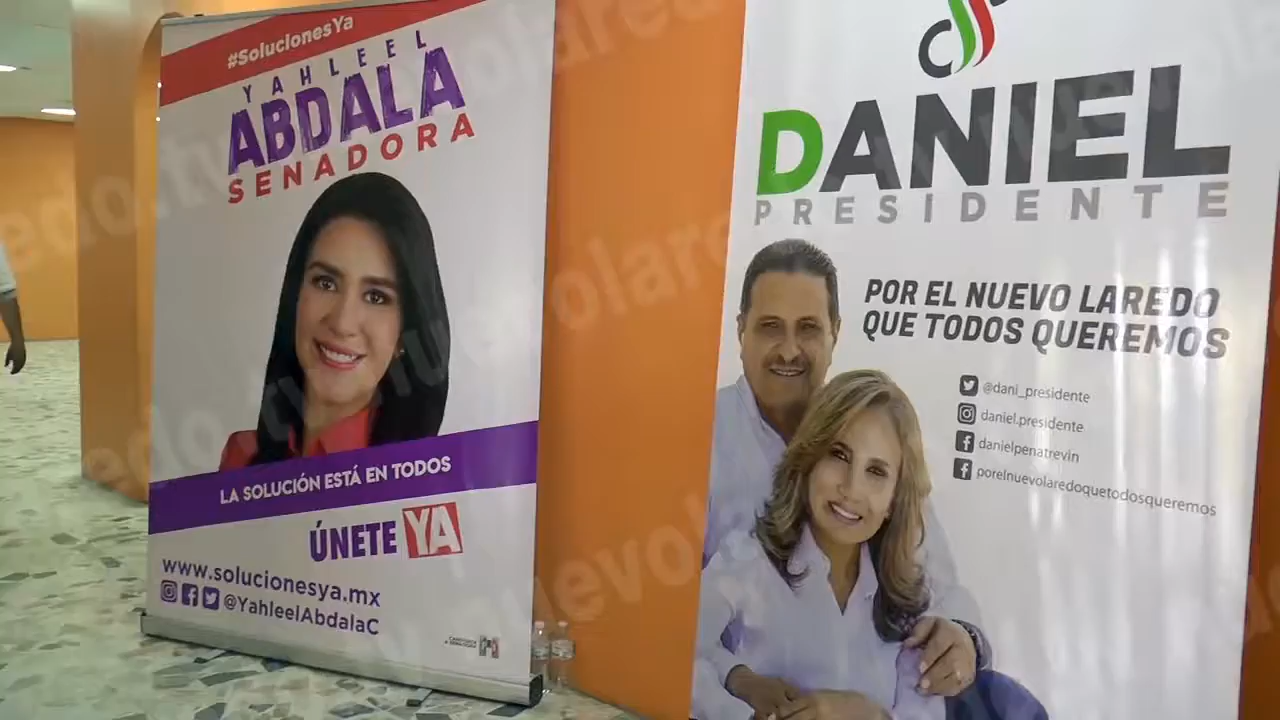 #SolucionesYa
YAHLEEL
ABDALA
SENADORA
LA SOLUCIÓN ESTÁ EN TODOS
ÚNETE YA
www.solucionesya.mx
@YahleelAbdalaC
DANIEL
PRESIDENTE
POR EL NUEVO LAREDO
QUE TODOS QUEREMOS
@dani_presidente
daniel.presidente
danielpenatrevin
porelnuevolaredoquetodosqueremos